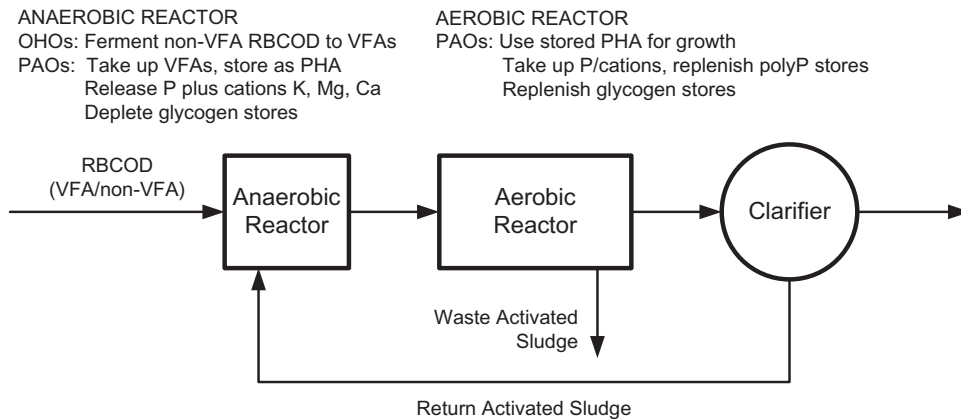 ANAEROBIC REACTOR
OHOs: Ferment non-VFA RBCOD to VFAs
PAOs: Take up VFAs, store as PHA
Release P plus cations K, Mg, Ca
Deplete glycogen stores
AEROBIC REACTOR
PAOs: Use stored PHA for growth
Take up P/cations, replenish polyP stores
Replenish glycogen stores
RBCOD
(VFA/non-VFA)
Anaerobic
Reactor
Aerobic
Reactor
Clarifier
Waste Activated
Sludge
Return Activated Sludge